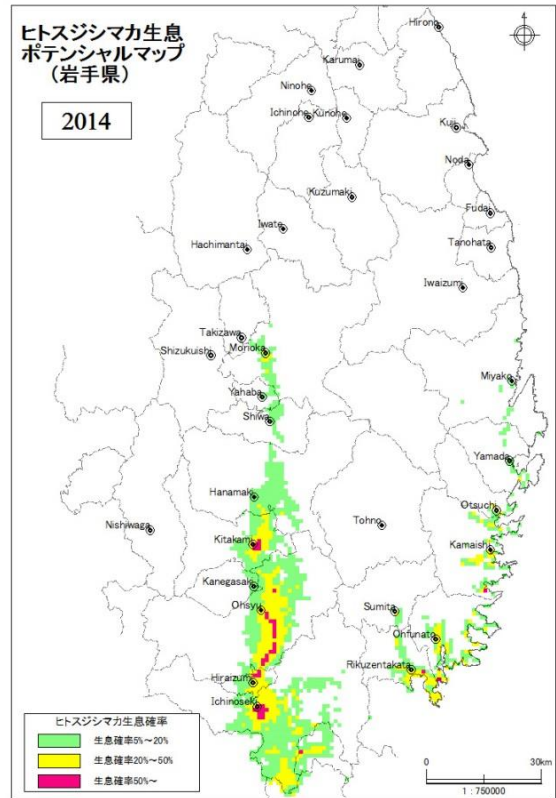 ヒトスジシマカ生息
ポテンシャルマップ
(岩手県)
2014
4
Hirono
Karumai
Ninohe
Ichinohe
Kunohe
Kuji
Noda
Kuzumaki
Fudai
Iwate
Tanohata
Hachimantai
Iwaizumi
Takizawa
Morioka
Shizukuishi
Miyako
Yahaba
Shiwa
Yamada
Hanamaki
Otsuchi
Nishiwaga
Tohno
Kitakami
Kamaishi
Kanegasaki
Ohsyu
Sumita
Ohfunato
Rikuzentakata
Hiraizumi
Ichinoseki
ヒトスジシマカ生息確率
生息確率5%~20%
生息確率20%~50%
生息確率50%~
0 30km
1:750000